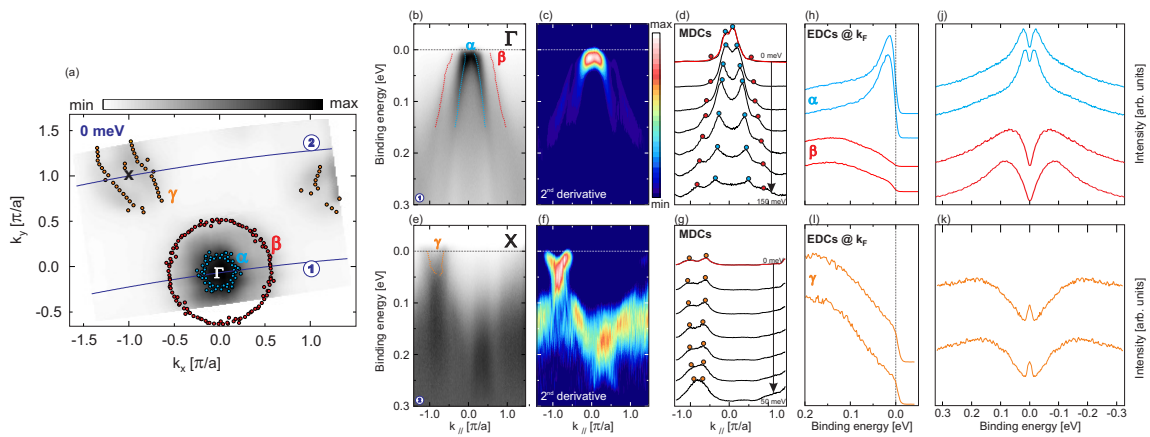 (a)
min
max
0 meV
2
X
γ
β
α
Γ
1
1.5
1.0
0.5
0.0
-0.5
-1.5
-1.0
-0.5
0.0
0.5
1.0
k_y [π/a]
k_x [π/a]
(b)
Γ
α
β
1
0.0
0.1
0.2
0.3
Binding energy [eV]
(c)
2nd derivative
max
min
(d)
MDCs
0 meV
150 meV
(h)
EDCs @ k_F
α
β
(j)
Intensity [arb. units]
(e)
X
γ
2
0.0
0.1
0.2
0.3
Binding energy [eV]
-1.0
0.0
1.0
k_// [π/a]
(f)
2nd derivative
-1.0
0.0
1.0
k_// [π/a]
(g)
MDCs
0 meV
50 meV
-1.0
0.0
1.0
k_// [π/a]
(l)
EDCs @ k_F
γ
0.2
0.1
0.0
Binding energy [eV]
(k)
Intensity [arb. units]
0.3
0.2
0.1
0.0
-0.1
-0.2
-0.3
Binding energy [eV]